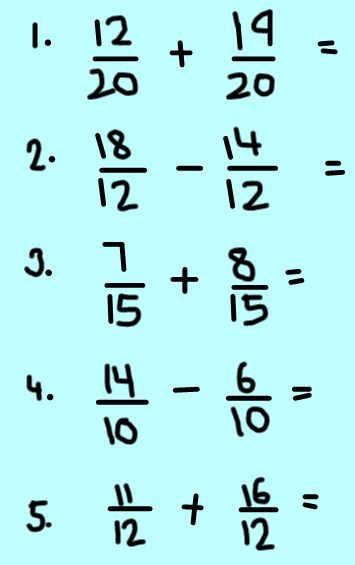 1. 12/20 + 19/20 =
2. 18/12 - 14/12 =
3. 7/15 + 8/15 =
4. 14/10 - 6/10 =
5. 11/12 + 16/12 =